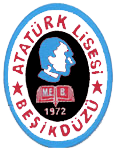 ATATÜRK LİSESİ
M.E.B.
1972
BEŞİKDÜZÜ